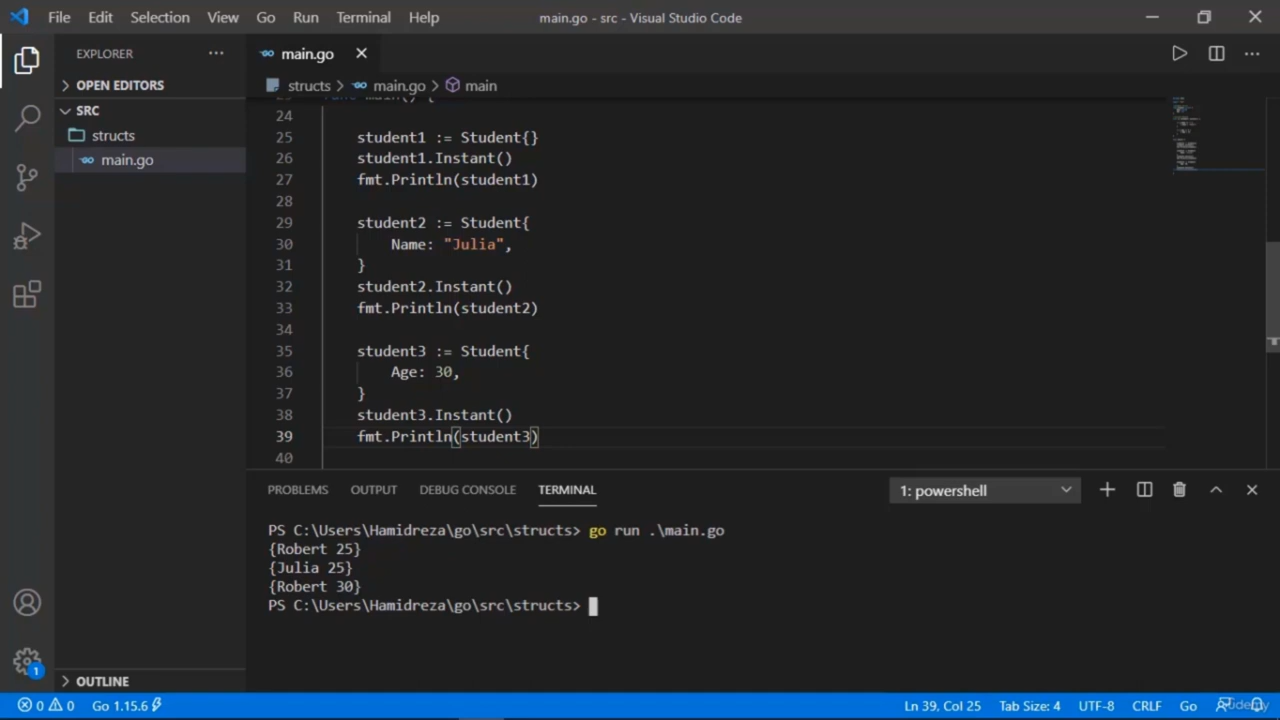 File Edit Selection View Go Run Terminal Help main.go - src - Visual Studio Code
EXPLORER ··· main.go
OPEN EDITORS structs > main.go > main
SRC
structs
main.go
func main() {
24
25 student1 := Student{}
26 student1.Instant()
27 fmt.Println(student1)
28
29 student2 := Student{
30 Name: "Julia",
31 }
32 student2.Instant()
33 fmt.Println(student2)
34
35 student3 := Student{
36 Age: 30,
37 }
38 student3.Instant()
39 fmt.Println(student3)
40
PROBLEMS OUTPUT DEBUG CONSOLE TERMINAL 1: powershell
PS C:\Users\Hamidreza\go\src\structs> go run .\main.go
{Robert 25}
{Julia 25}
{Robert 30}
PS C:\Users\Hamidreza\go\src\structs>
1
OUTLINE
0 0 Go 1.15.6 Ln 39, Col 25 Tab Size: 4 UTF-8 CRLF Go
Udemy